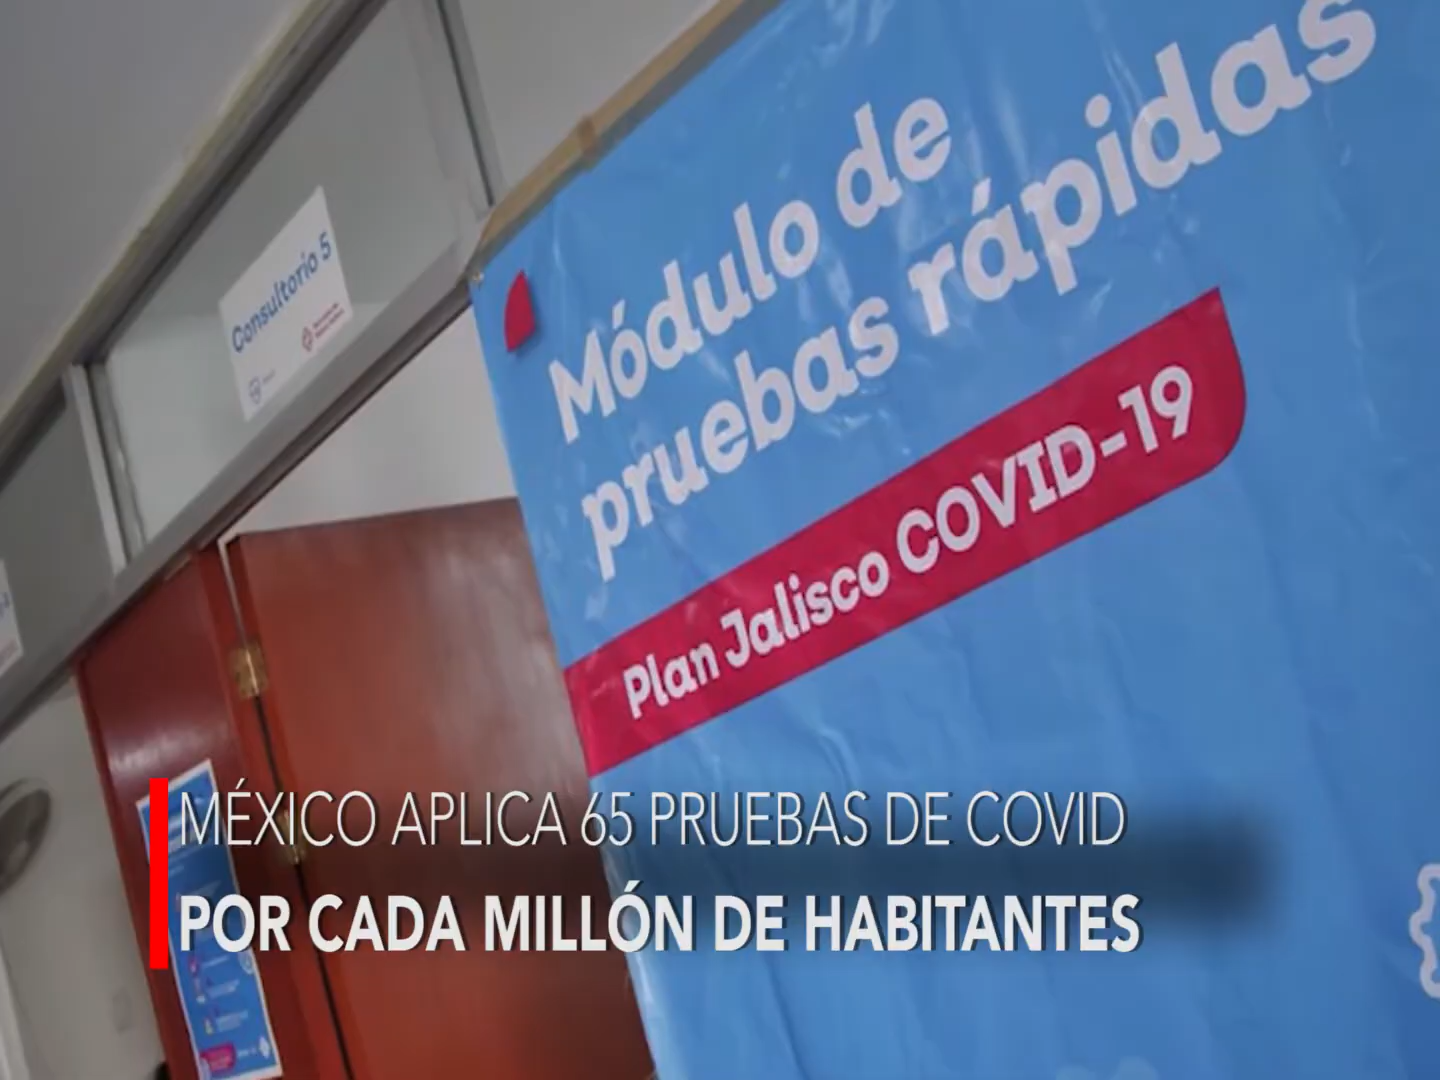 Consultorio 5
Módulo de
pruebas rápidas
Plan Jalisco COVID-19
MÉXICO APLICA 65 PRUEBAS DE COVID
POR CADA MILLÓN DE HABITANTES